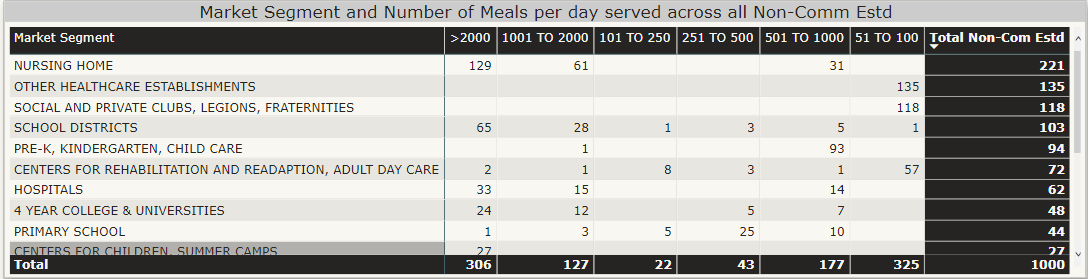 Market Segment and Number of Meals per day served across all Non-Comm Estd
Market Segment >2000 1001 TO 2000 101 TO 250 251 TO 500 501 TO 1000 51 TO 100 Total Non-Com Estd
NURSING HOME 129 61 31 221
OTHER HEALTHCARE ESTABLISHMENTS 135 135
SOCIAL AND PRIVATE CLUBS, LEGIONS, FRATERNITIES 118 118
SCHOOL DISTRICTS 65 28 1 3 5 1 103
PRE-K, KINDERGARTEN, CHILD CARE 1 93 94
CENTERS FOR REHABILITATION AND READAPTION, ADULT DAY CARE 2 1 8 3 1 57 72
HOSPITALS 33 15 14 62
4 YEAR COLLEGE & UNIVERSITIES 24 12 5 7 48
PRIMARY SCHOOL 1 3 5 25 10 44
CENTERS FOR CHILDREN, SUMMER CAMPS 27 27
Total 306 127 22 43 177 325 1000